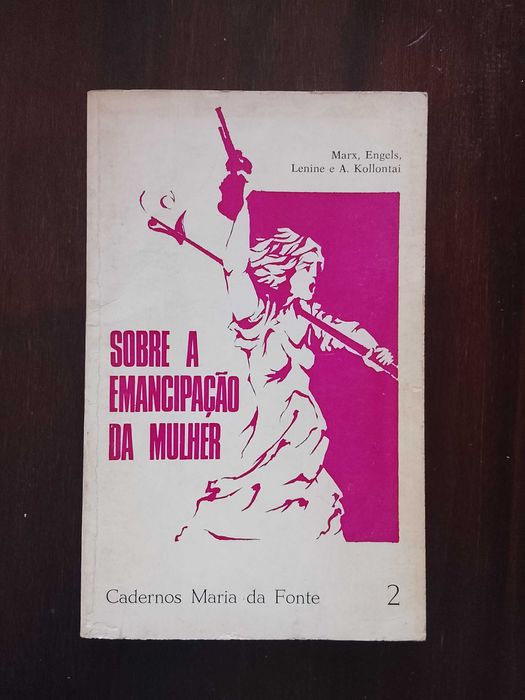 Marx, Engels,
Lenine e A. Kollontai
SOBRE A
EMANCIPAÇÃO
DA MULHER
Cadernos Maria da Fonte 2